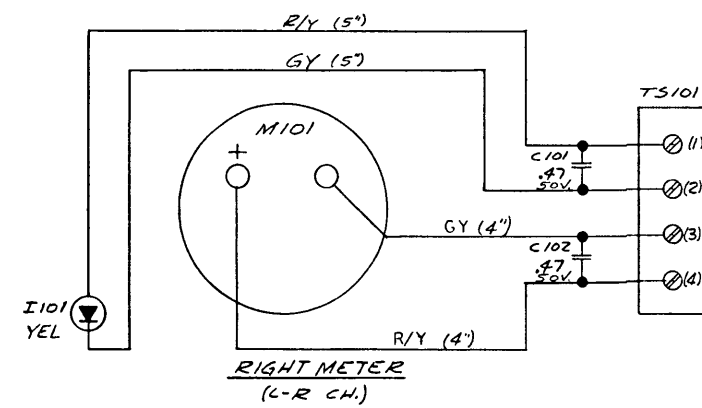 R/Y (5")
GY (5")
TS101
M101
+
C101
.47
50V.
(1)
(2)
GY (4")
C102
.47
50V.
(3)
(4)
I101
YEL
R/Y (4")
RIGHT METER
(L-R CH.)